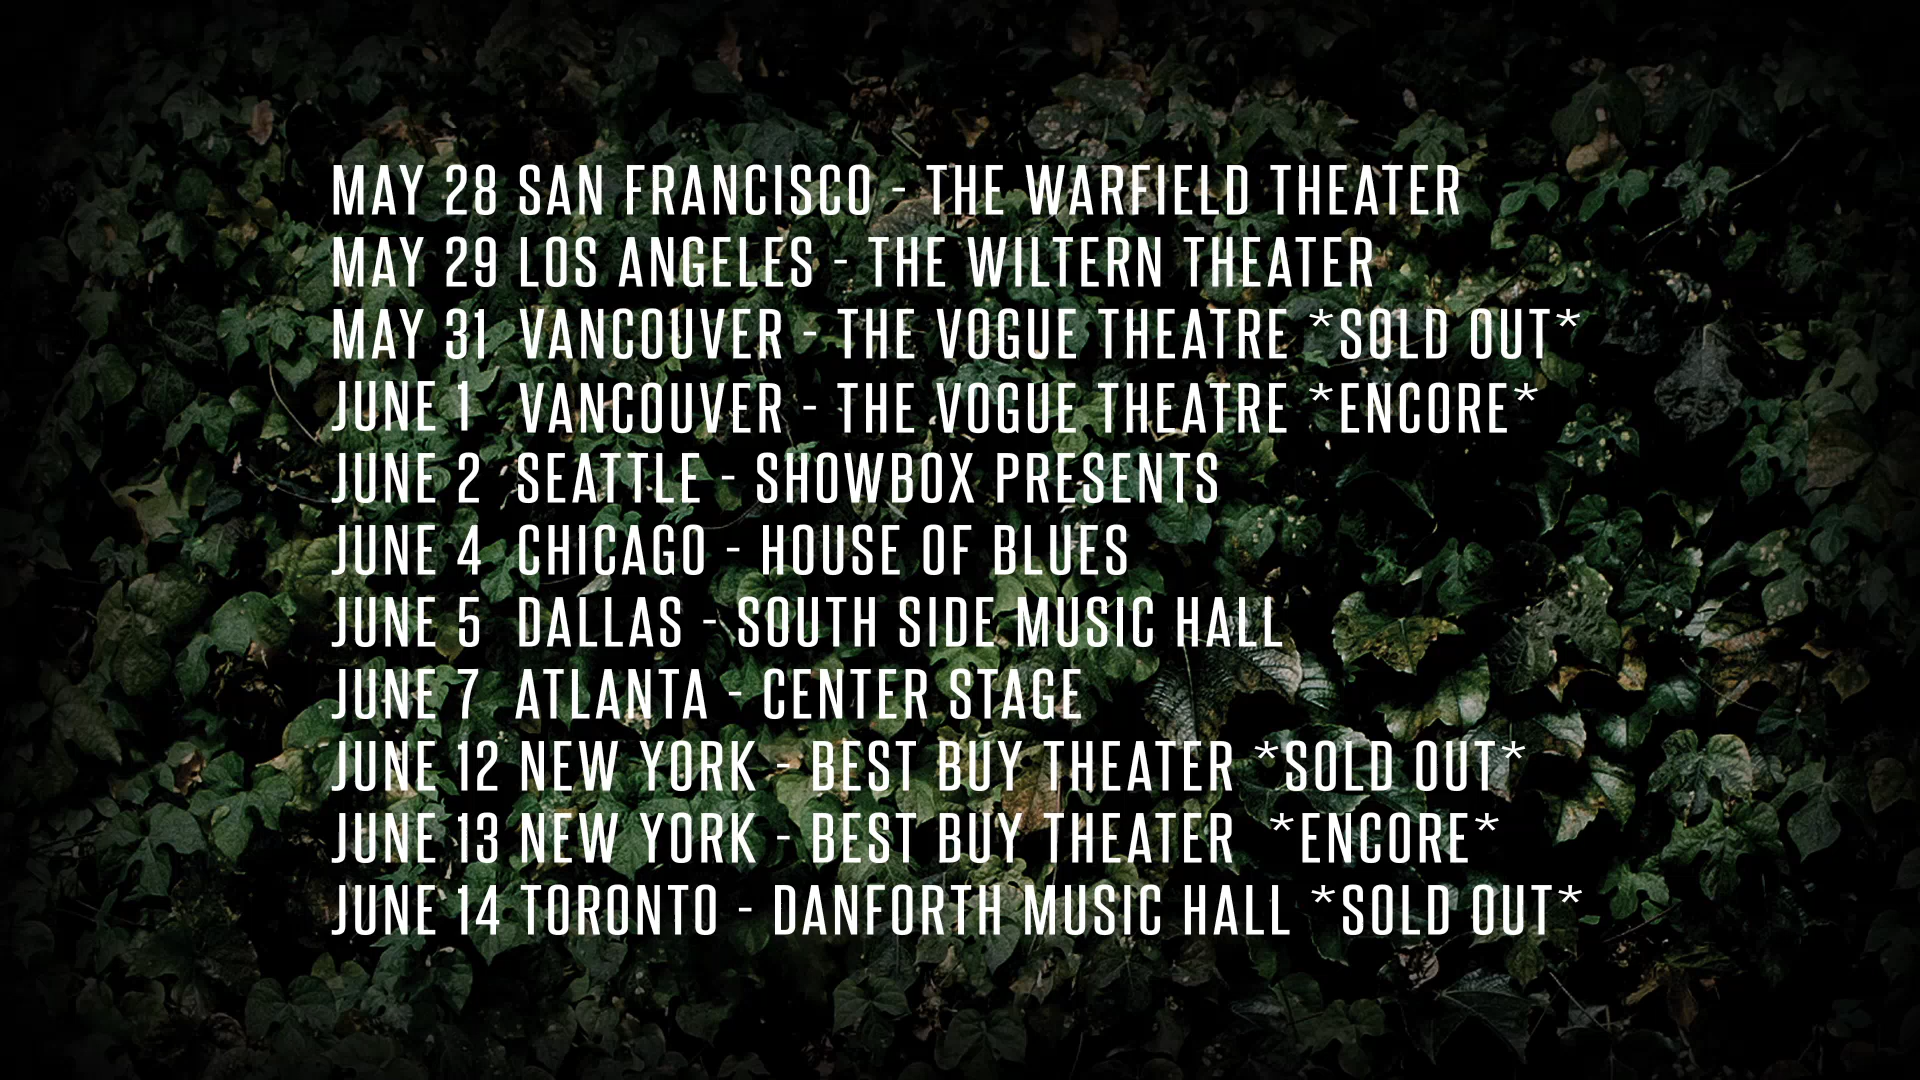 MAY 28 SAN FRANCISCO - THE WARFIELD THEATER
MAY 29 LOS ANGELES - THE WILTERN THEATER
MAY 31 VANCOUVER - THE VOGUE THEATRE *SOLD OUT*
JUNE 1 VANCOUVER - THE VOGUE THEATRE *ENCORE*
JUNE 2 SEATTLE - SHOWBOX PRESENTS
JUNE 4 CHICAGO - HOUSE OF BLUES
JUNE 5 DALLAS - SOUTH SIDE MUSIC HALL
JUNE 7 ATLANTA - CENTER STAGE
JUNE 12 NEW YORK - BEST BUY THEATER *SOLD OUT*
JUNE 13 NEW YORK - BEST BUY THEATER *ENCORE*
JUNE 14 TORONTO - DANFORTH MUSIC HALL *SOLD OUT*